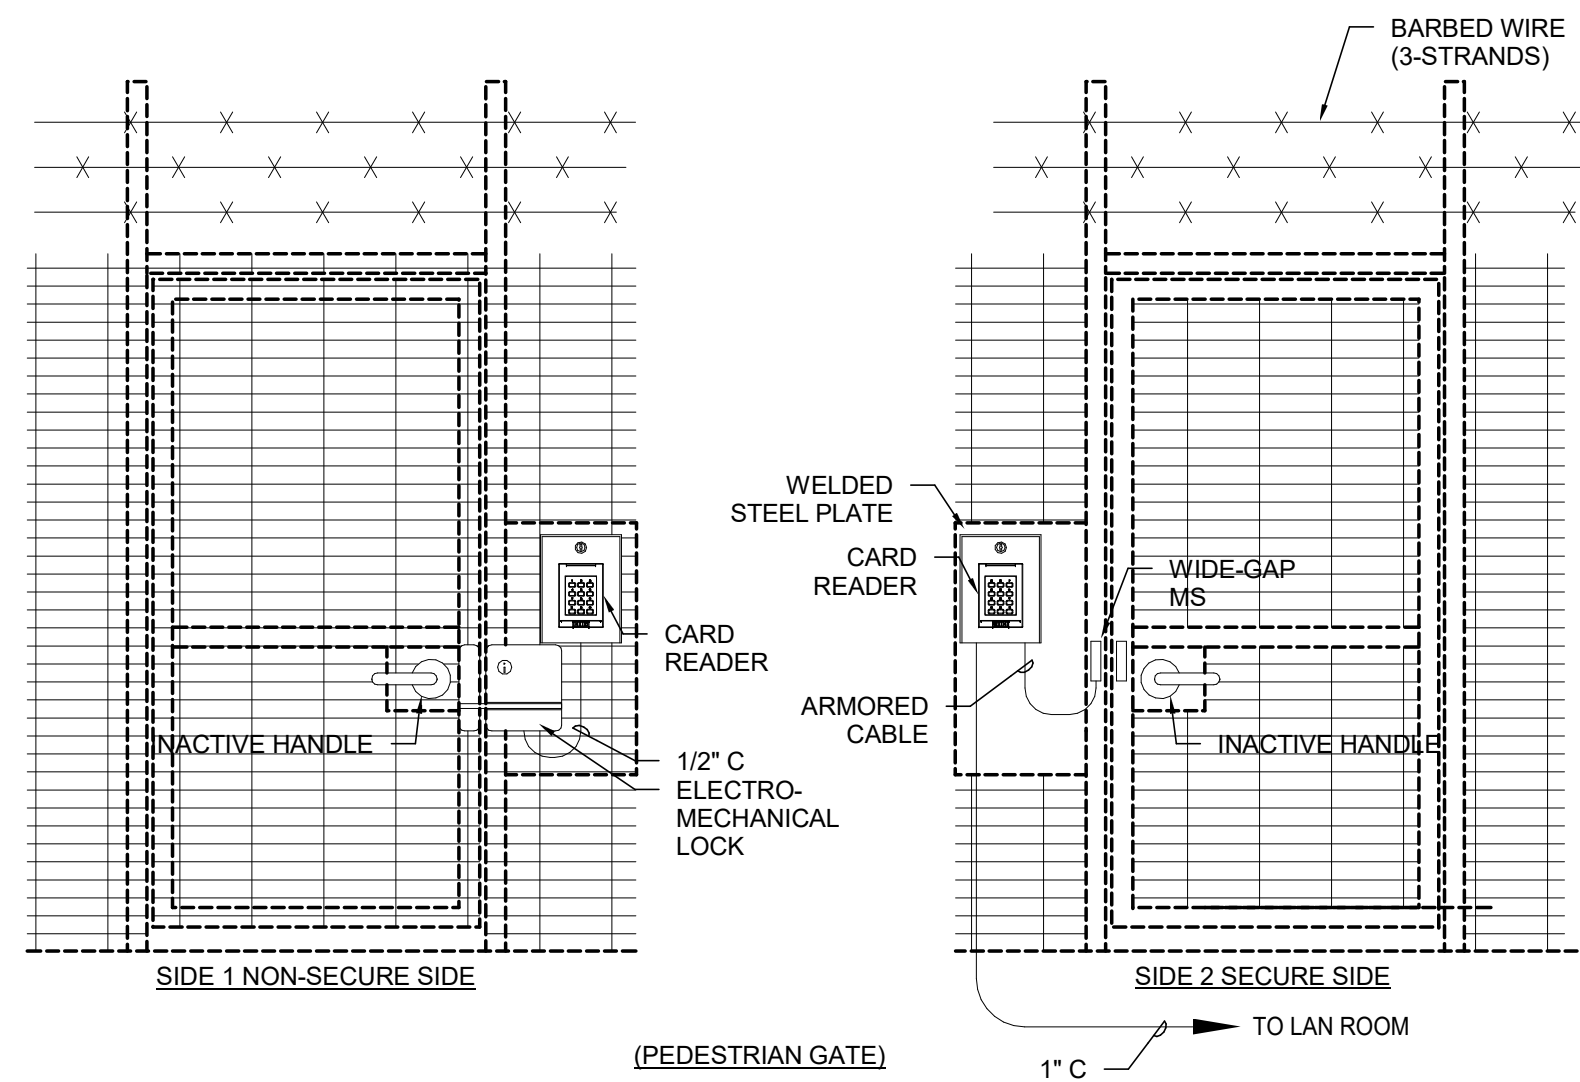 BARBED WIRE
(3-STRANDS)
WELDED
STEEL PLATE
CARD
READER
WIDE-GAP
MS
CARD
READER
ARMORED
CABLE
INACTIVE HANDLE
INACTIVE HANDLE
1/2" C
ELECTRO-
MECHANICAL
LOCK
SIDE 1 NON-SECURE SIDE
SIDE 2 SECURE SIDE
TO LAN ROOM
(PEDESTRIAN GATE)
1" C